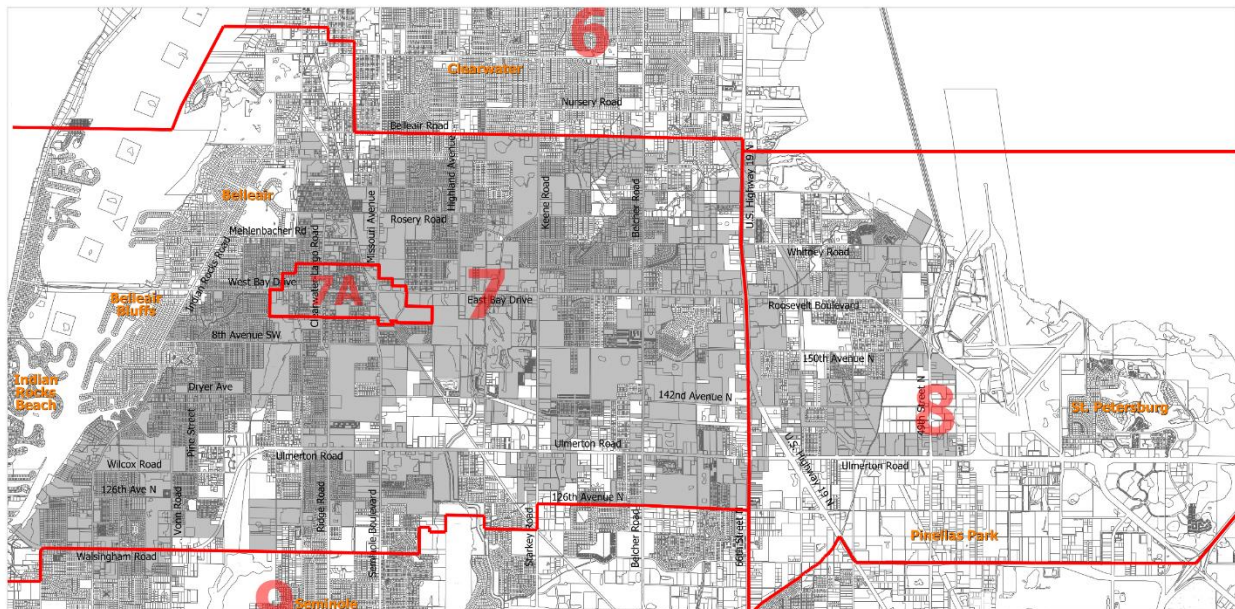 6
Clearwater
Nursery Road
Belleair Road
U.S. Highway 19 N
Highland Avenue
Belleair
Keene Road
Belcher Road
Missouri Avenue
Rosery Road
Mehlenbacher Rd
Clearwater-Largo Road
Indian Rocks Road
Whitney Road
West Bay Drive
7A
7
East Bay Drive
Belleair
Bluffs
Roosevelt Boulevard
8th Avenue SW
150th Avenue N
Indian
Rocks
Beach
Dryer Ave
142nd Avenue N
49th Street N
8
St. Petersburg
Pine Street
Ulmerton Road
U.S. Highway 19 N
Wilcox Road
Ulmerton Road
Ulmerton Road
126th Ave N
126th Avenue N
Vonn Road
Ridge Road
Seminole Boulevard
Starkey Road
Belcher Road
66th Street N
Pinellas Park
Walsingham Road
9
Seminole